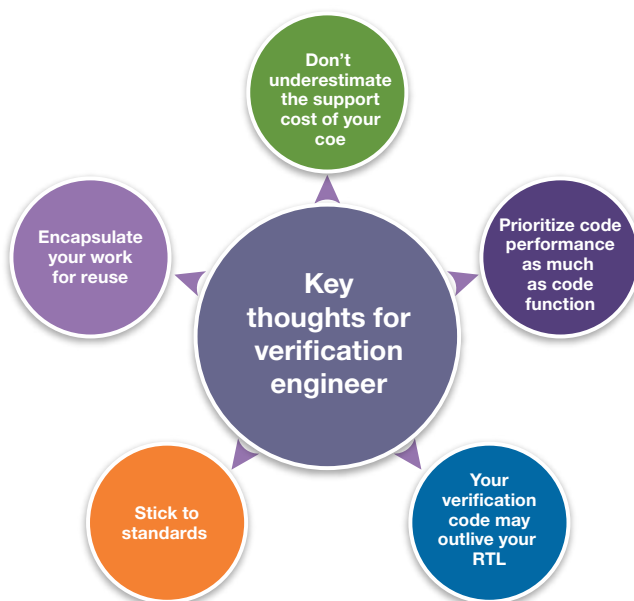 Don't
underestimate
the support
cost of your
coe
Encapsulate
your work
for reuse
Prioritize code
performance
as much
as code
function
Key
thoughts for
verification
engineer
Stick to
standards
Your
verification
code may
outlive your
RTL